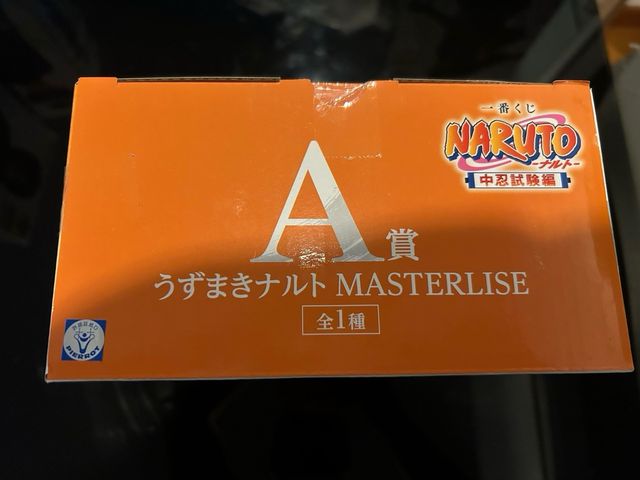 一番くじ
NARUTO
-ナルト-
中忍試験編
A賞
うずまきナルト MASTERLISE
全1種
PIERROT